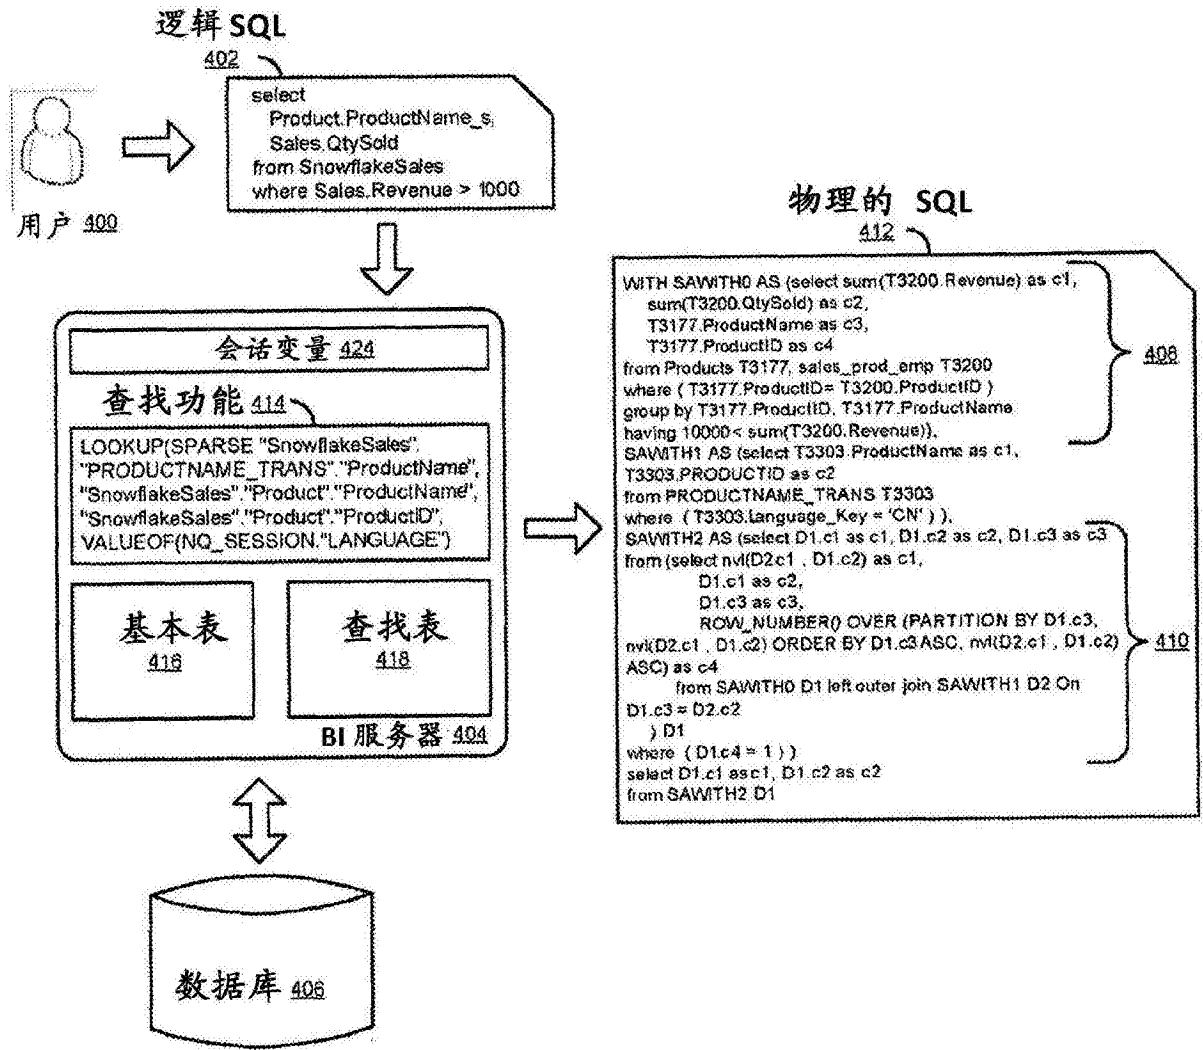 逻辑 SQL
402
select
Product.ProductName_s,
Sales.QtySold
from SnowflakeSales
where Sales.Revenue > 1000
用户 400
会话变量 424
查找功能 414
LOOKUP(SPARSE "SnowflakeSales".
"PRODUCTNAME_TRANS"."ProductName",
"SnowflakeSales"."Product"."ProductName",
"SnowflakeSales"."Product"."ProductID",
VALUEOF(NQ_SESSION."LANGUAGE")
基本表
416
查找表
418
BI 服务器 404
数据库 406
物理的 SQL
412
WITH SAWITH0 AS (select sum(T3200.Revenue) as c1,
sum(T3200.QtySold) as c2,
T3177.ProductName as c3,
T3177.ProductID as c4
from Products T3177, sales_prod_emp T3200
where ( T3177.ProductID= T3200.ProductID )
group by T3177.ProductID, T3177.ProductName
having 10000< sum(T3200.Revenue)),
SAWITH1 AS (select T3303.ProductName as c1,
T3303.PRODUCTID as c2
from PRODUCTNAME_TRANS T3303
where ( T3303.Language_Key = 'CN' ) ),
SAWITH2 AS (select D1.c1 as c1, D1.c2 as c2, D1.c3 as c3
from (select nvl(D2.c1 , D1.c2) as c1,
D1.c1 as c2,
D1.c3 as c3,
ROW_NUMBER() OVER (PARTITION BY D1.c3,
nvl(D2.c1 , D1.c2) ORDER BY D1.c3 ASC, nvl(D2.c1 , D1.c2)
ASC) as c4
from SAWITH0 D1 left outer join SAWITH1 D2 On
D1.c3 = D2.c2
) D1
where ( D1.c4 = 1 ) )
select D1.c1 as c1, D1.c2 as c2
from SAWITH2 D1
408
410